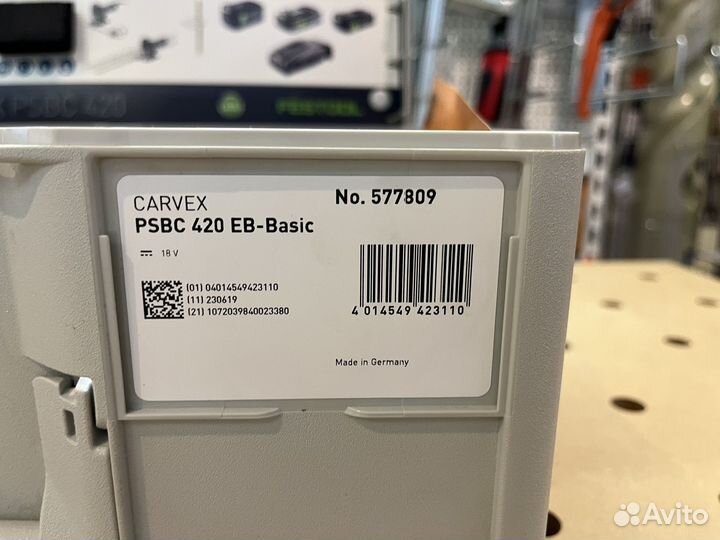 PSBC 420
FESTOOL
CARVEX
PSBC 420 EB-Basic
No. 577809
18 V
(01) 04014549423110
(11) 230619
(21) 1072039840023380
4 014549 423110
Made in Germany
Avito